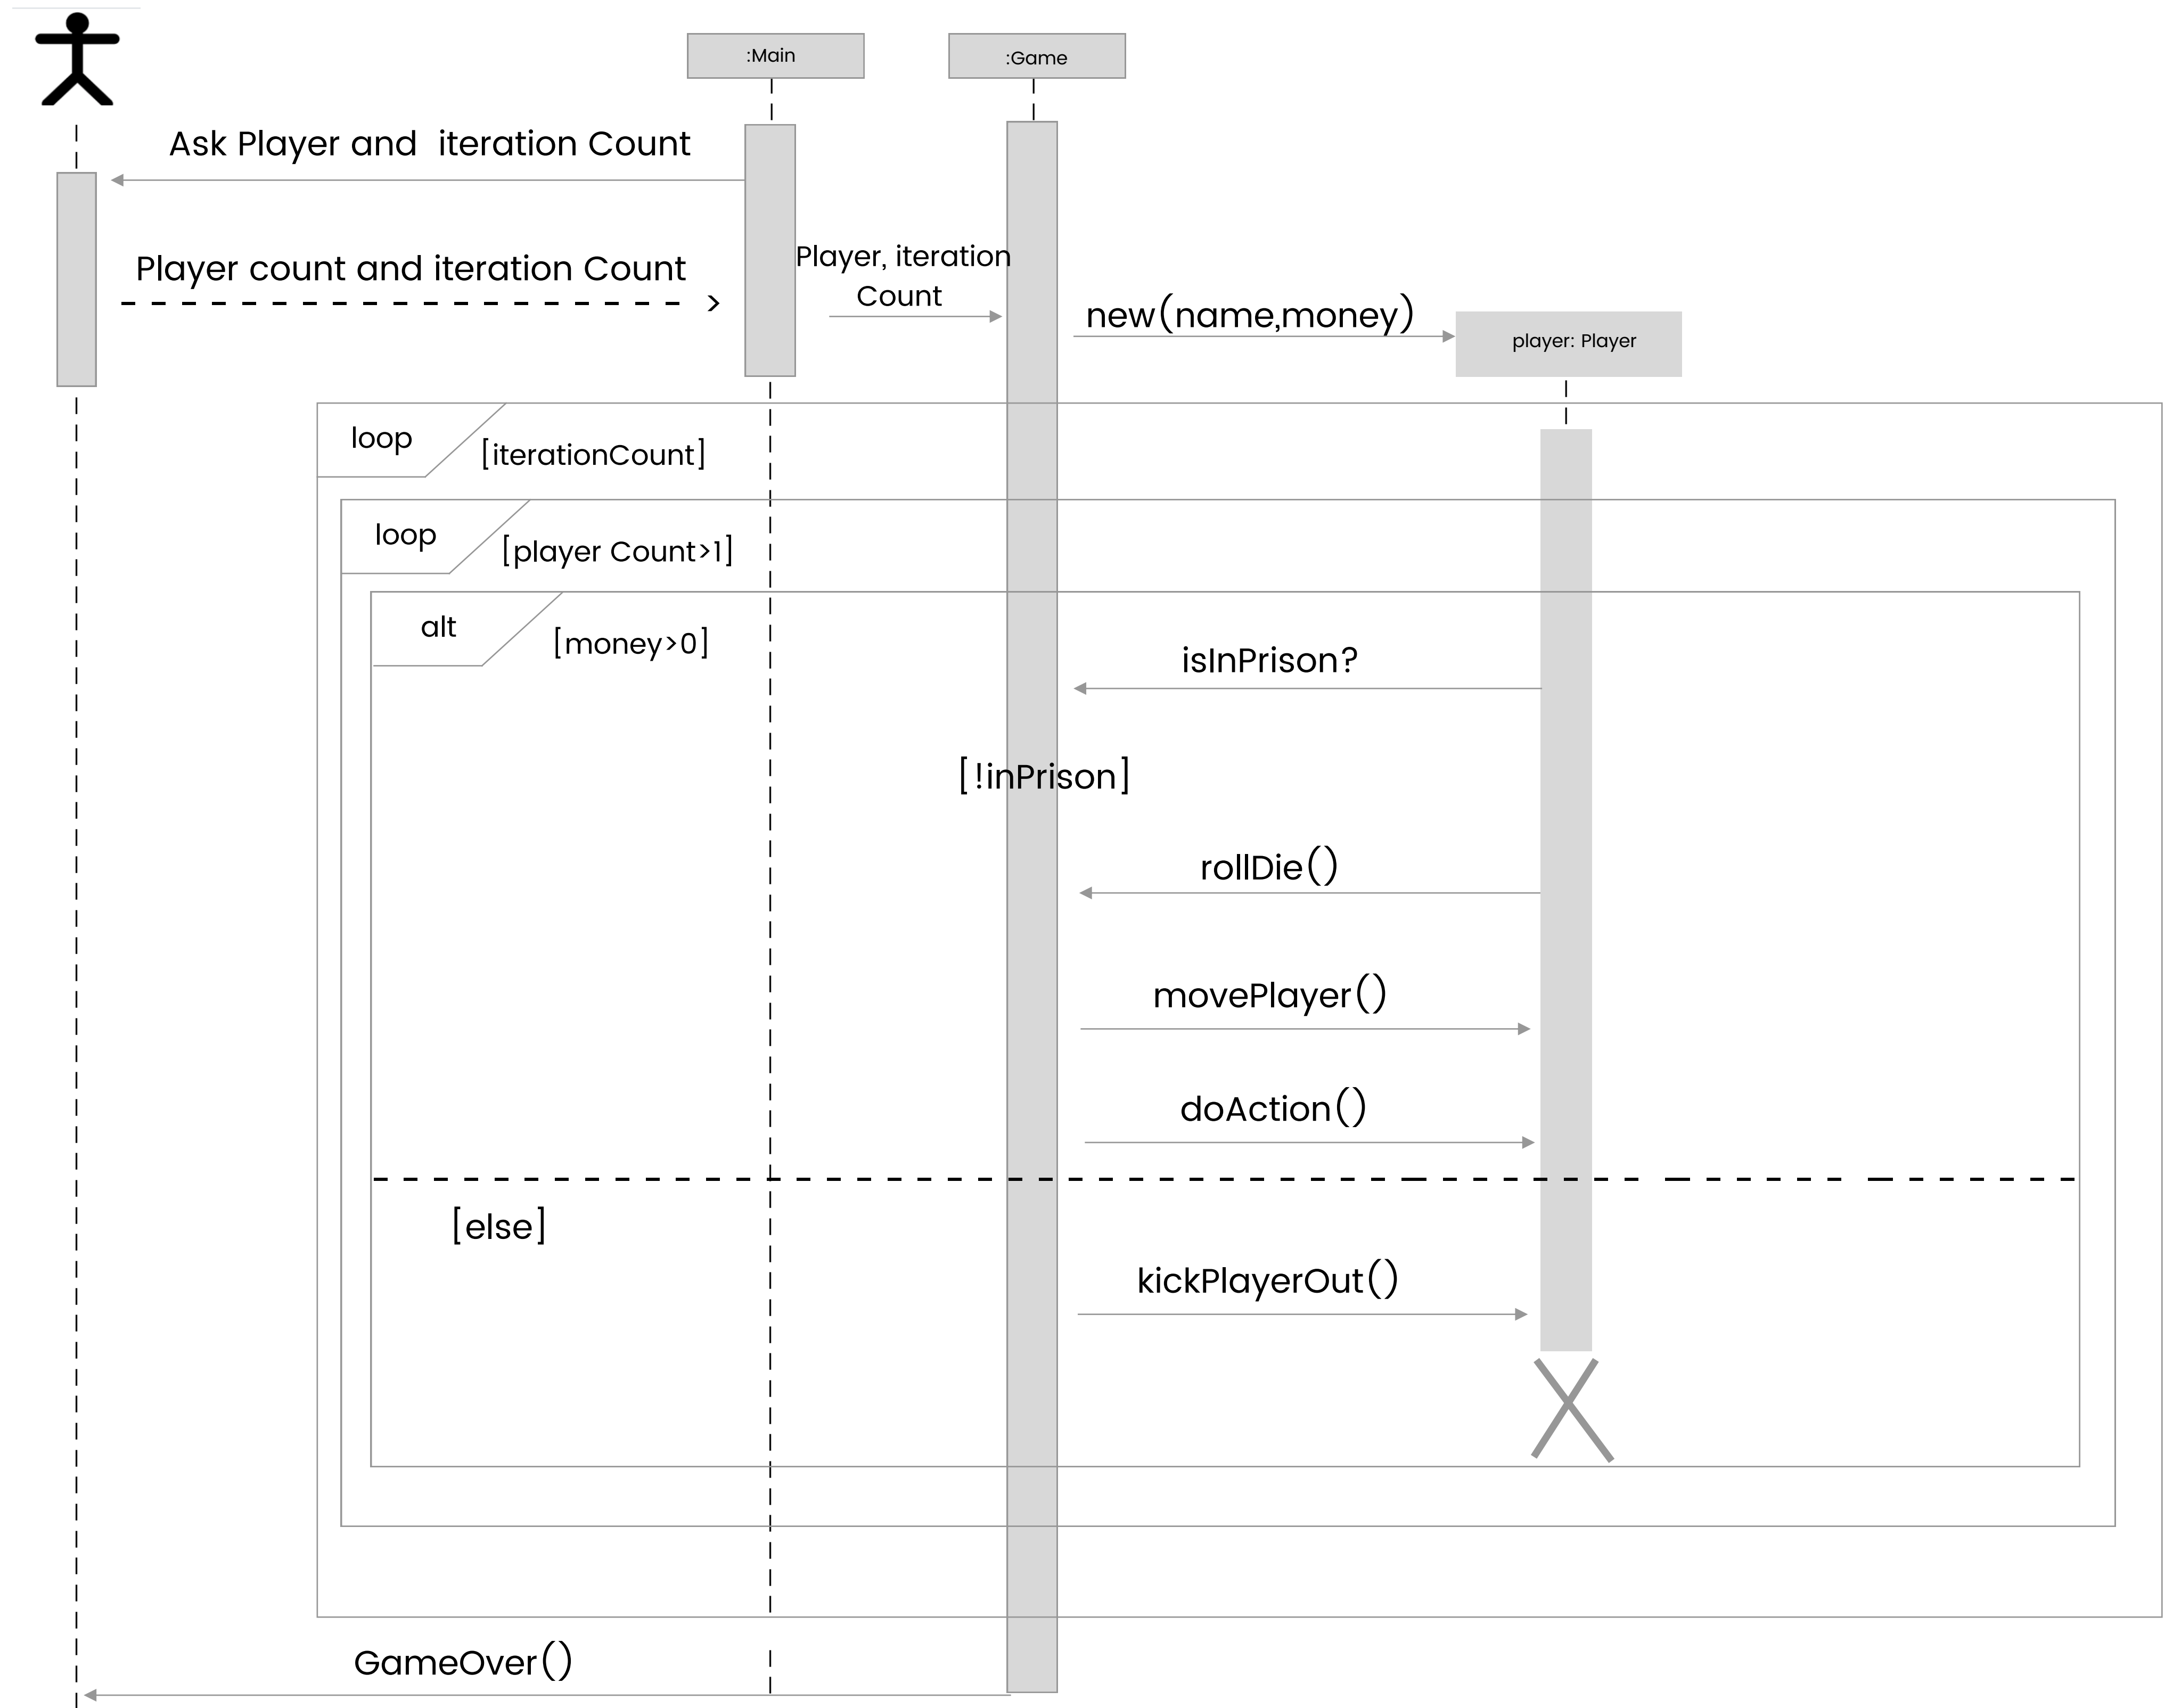 :Main
:Game
Ask Player and iteration Count
Player count and iteration Count
Player, iteration
Count
new(name,money)
player: Player
loop
[iterationCount]
loop
[player Count>1]
alt
[money>0]
isInPrison?
[!inPrison]
rollDie()
movePlayer()
doAction()
[else]
kickPlayerOut()
GameOver()